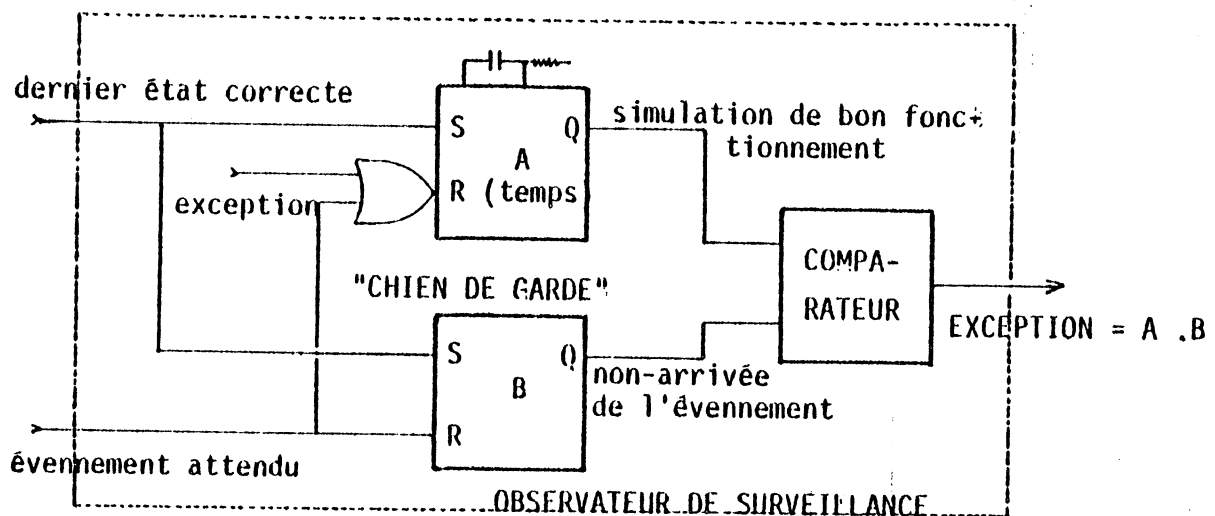 dernier état correcte
S
Q
A
R (temps
simulation de bon fonc-
tionnement
exception
"CHIEN DE GARDE"
COMPA-
RATEUR
EXCEPTION = A .B
S
Q
B
R
non-arrivée
de l'évennement
évennement attendu
OBSERVATEUR DE SURVEILLANCE